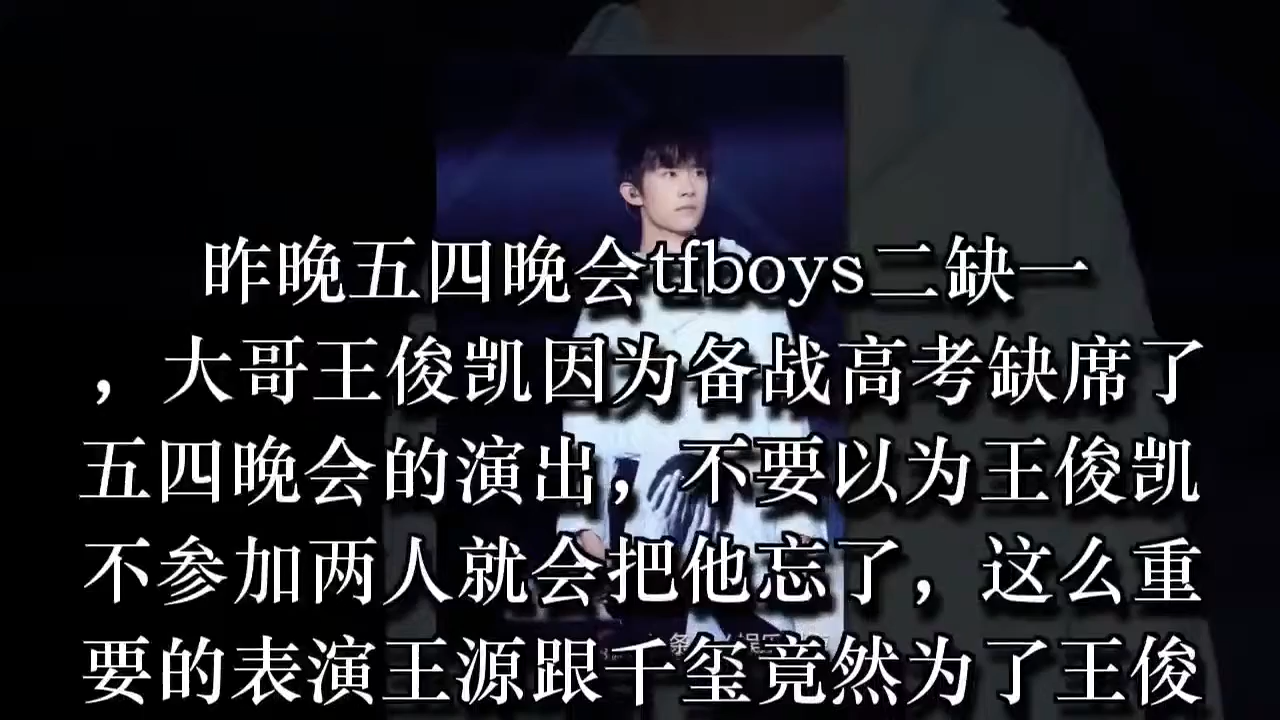 昨晚五四晚会tfboys二缺一
，大哥王俊凯因为备战高考缺席了
五四晚会的演出，不要以为王俊凯
不参加两人就会把他忘了，这么重
要的表演王源跟千玺竟然为了王俊